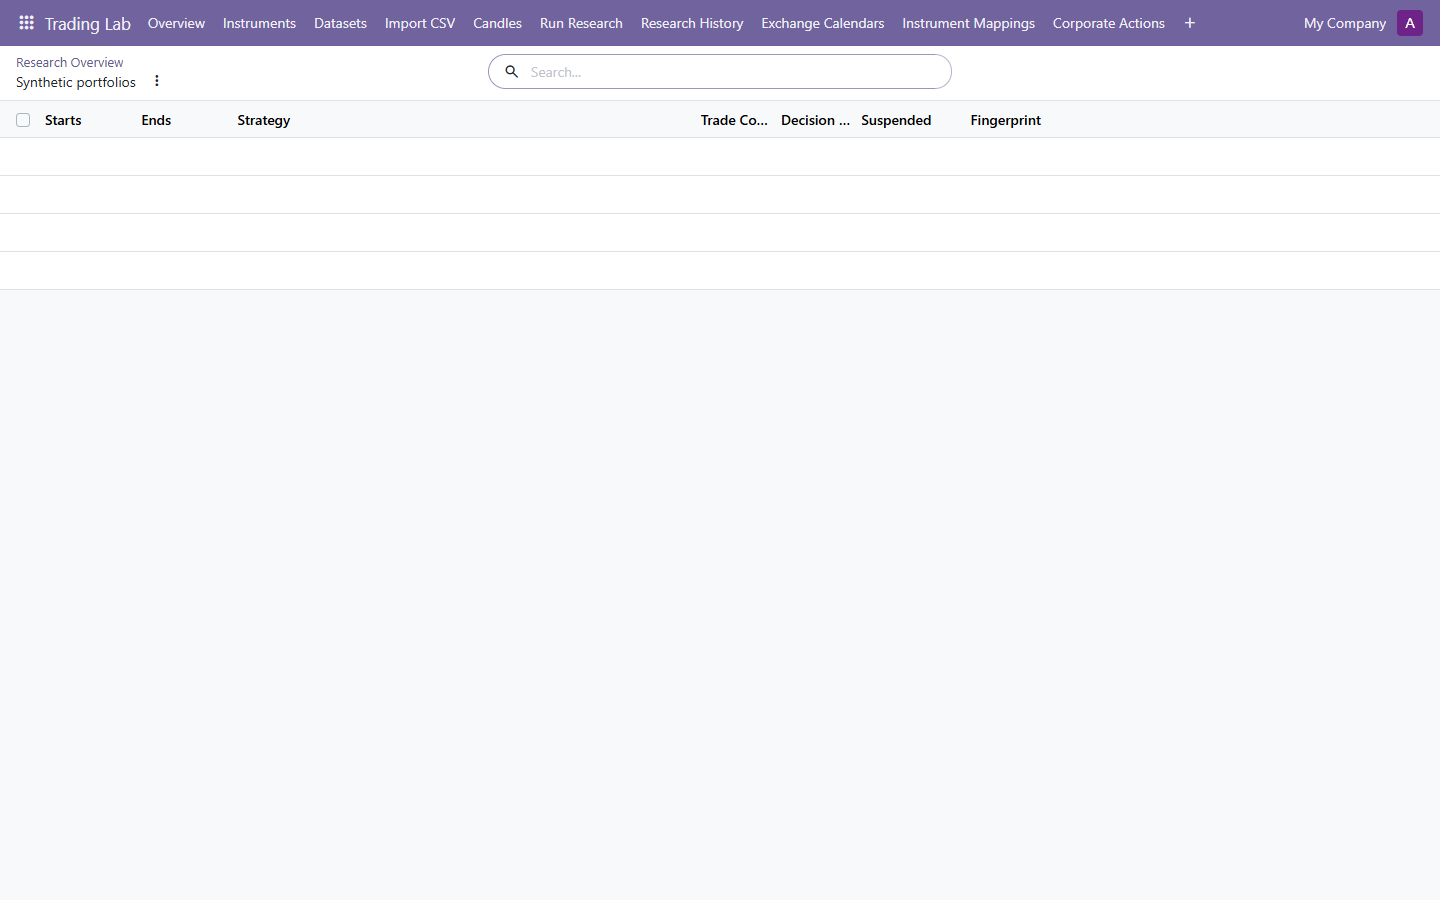 Trading Lab Overview Instruments Datasets Import CSV Candles Run Research Research History Exchange Calendars Instrument Mappings Corporate Actions + My Company A
Research Overview
Synthetic portfolios
Search...
Starts Ends Strategy Trade Co... Decision ... Suspended Fingerprint